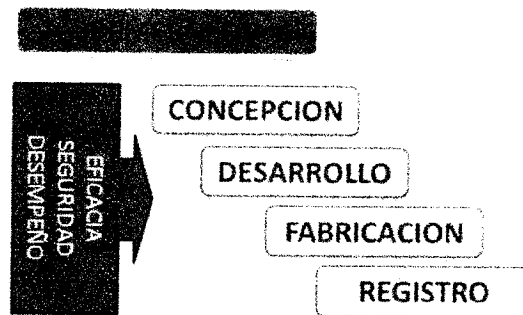 EFICACIA
SEGURIDAD
DESEMPEÑO
CONCEPCION
DESARROLLO
FABRICACION
REGISTRO